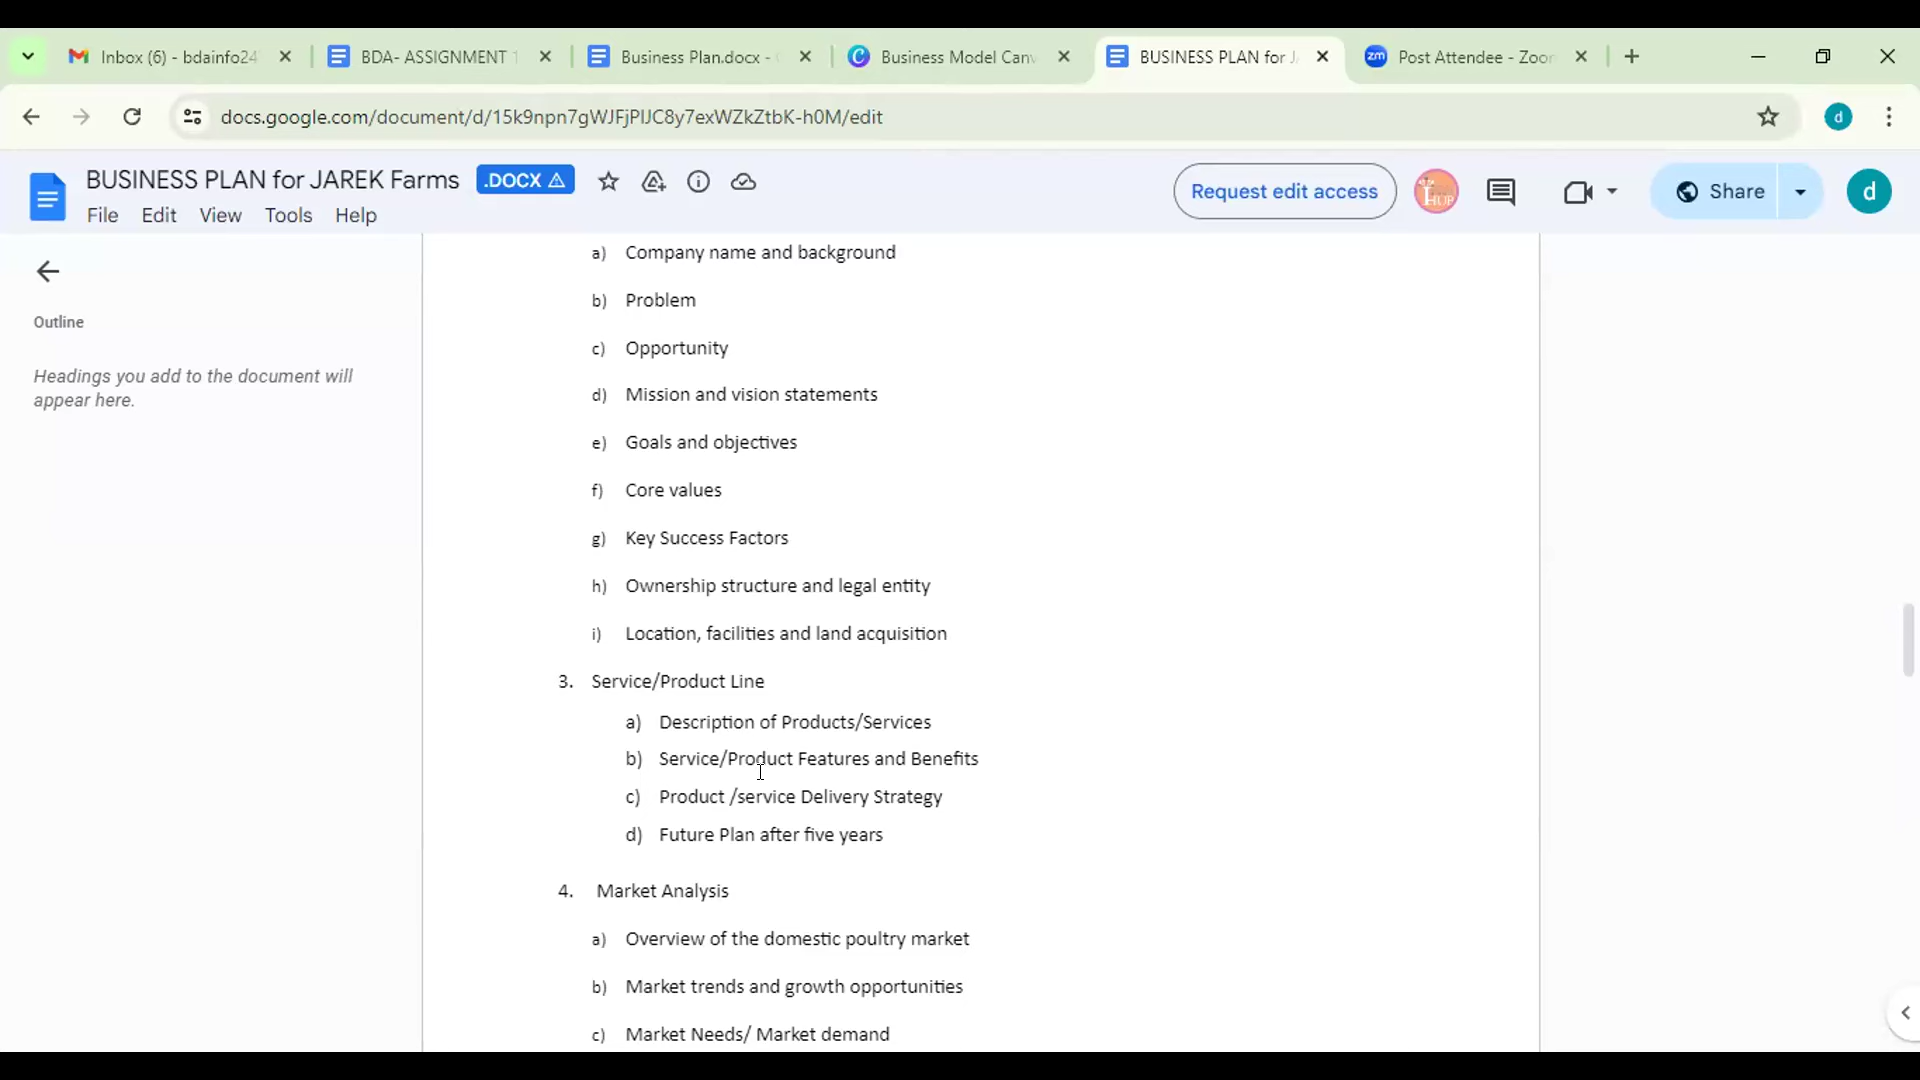 Inbox (6) - bdainfo24
BDA- ASSIGNMENT 1
Business Plan.docx -
Business Model Canv
BUSINESS PLAN for J
Post Attendee - Zoom
docs.google.com/document/d/15k9npn7gWJFjPIJC8y7exWZkZtbK-h0M/edit
d
BUSINESS PLAN for JAREK Farms
.DOCX
Request edit access
Share
d
File Edit View Tools Help
Outline
Headings you add to the document will
appear here.
a) Company name and background
b) Problem
c) Opportunity
d) Mission and vision statements
e) Goals and objectives
f) Core values
g) Key Success Factors
h) Ownership structure and legal entity
i) Location, facilities and land acquisition
3. Service/Product Line
a) Description of Products/Services
b) Service/Product Features and Benefits
c) Product /service Delivery Strategy
d) Future Plan after five years
4. Market Analysis
a) Overview of the domestic poultry market
b) Market trends and growth opportunities
c) Market Needs/ Market demand